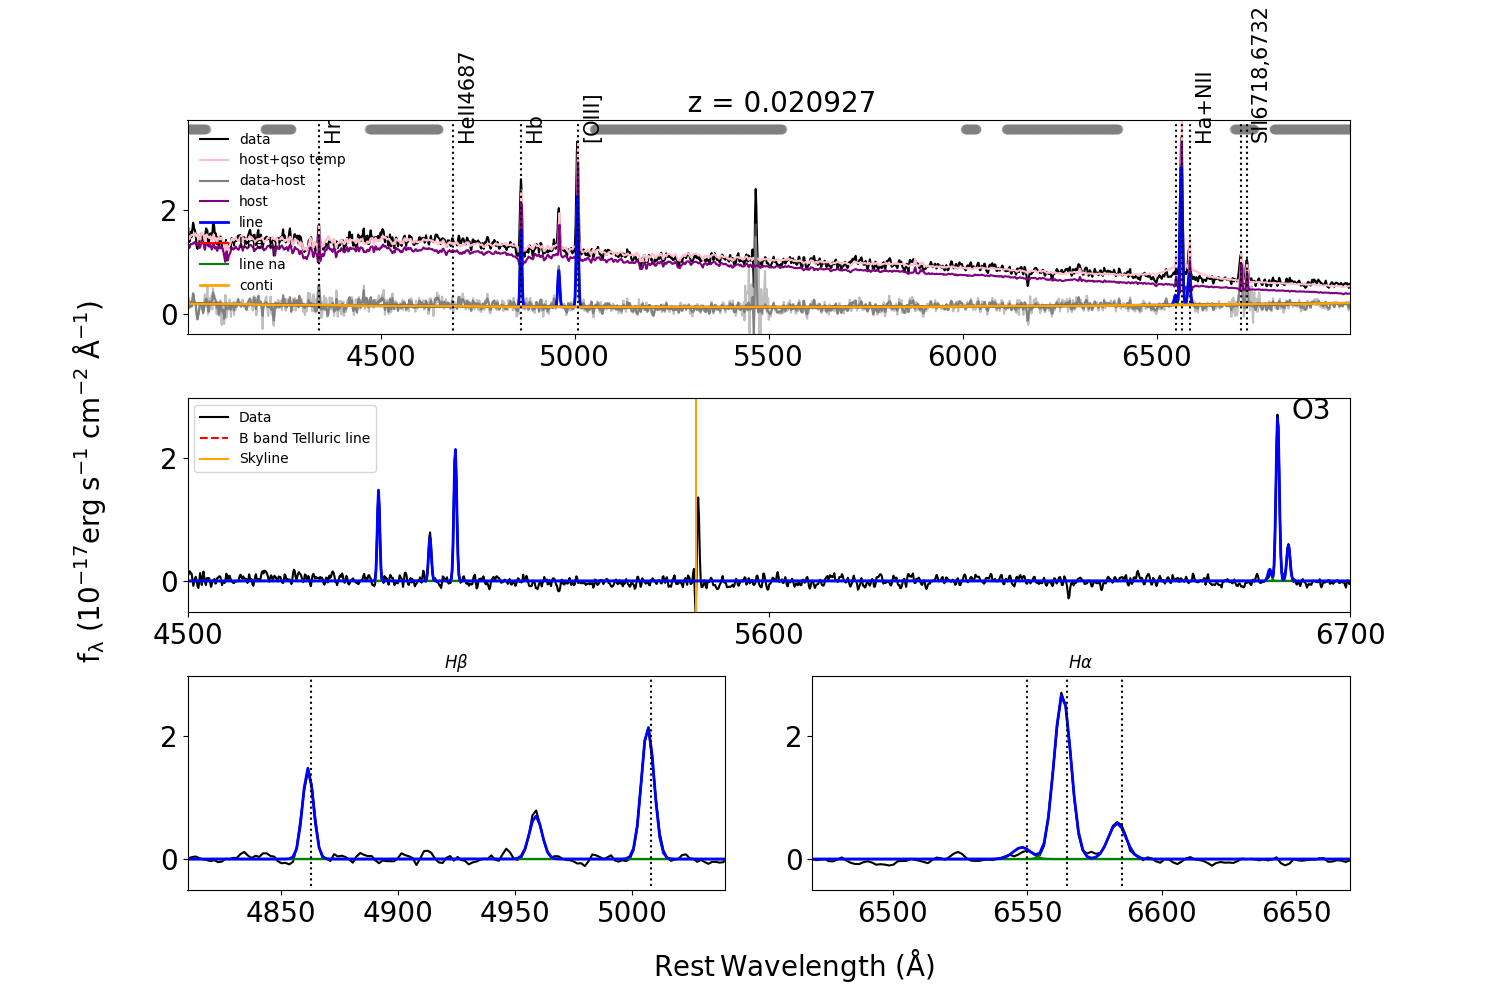 z = 0.020927
Hr
HeII4687
Hb
[OIII]
Ha+NII
SII6718,6732
data
host+qso temp
data-host
host
line
line na
conti
2
0
4500
5000
5500
6000
6500
fλ (10⁻¹⁷erg s⁻¹ cm⁻² Å⁻¹)
Data
B band Telluric line
Skyline
O3
2
0
4500
5600
6700
Hβ
2
0
4850
4900
4950
5000
Hα
2
0
6500
6550
6600
6650
Rest Wavelength (Å)